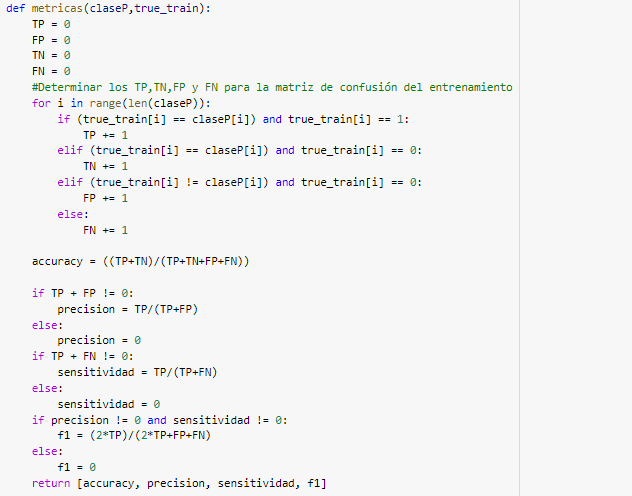 def metricas(claseP,true_train):
    TP = 0
    FP = 0
    TN = 0
    FN = 0
    #Determinar los TP,TN,FP y FN para la matriz de confusión del entrenamiento
    for i in range(len(claseP)):
        if (true_train[i] == claseP[i]) and true_train[i] == 1:
            TP += 1
        elif (true_train[i] == claseP[i]) and true_train[i] == 0:
            TN += 1
        elif (true_train[i] != claseP[i]) and true_train[i] == 0:
            FP += 1
        else:
            FN += 1

    accuracy = ((TP+TN)/(TP+TN+FP+FN))

    if TP + FP != 0:
        precision = TP/(TP+FP)
    else:
        precision = 0
    if TP + FN != 0:
        sensitividad = TP/(TP+FN)
    else:
        sensitividad = 0
    if precision != 0 and sensitividad != 0:
        f1 = (2*TP)/(2*TP+FP+FN)
    else:
        f1 = 0
    return [accuracy, precision, sensitividad, f1]